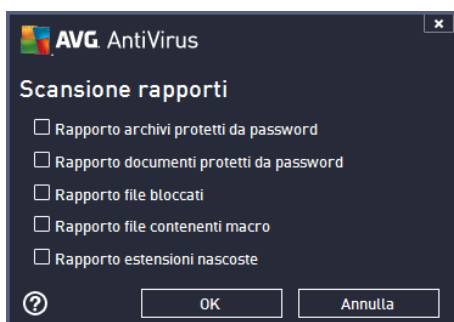 AVG. AntiVirus
Scansione rapporti
Rapporto archivi protetti da password
Rapporto documenti protetti da password
Rapporto file bloccati
Rapporto file contenenti macro
Rapporto estensioni nascoste
? OK Annulla